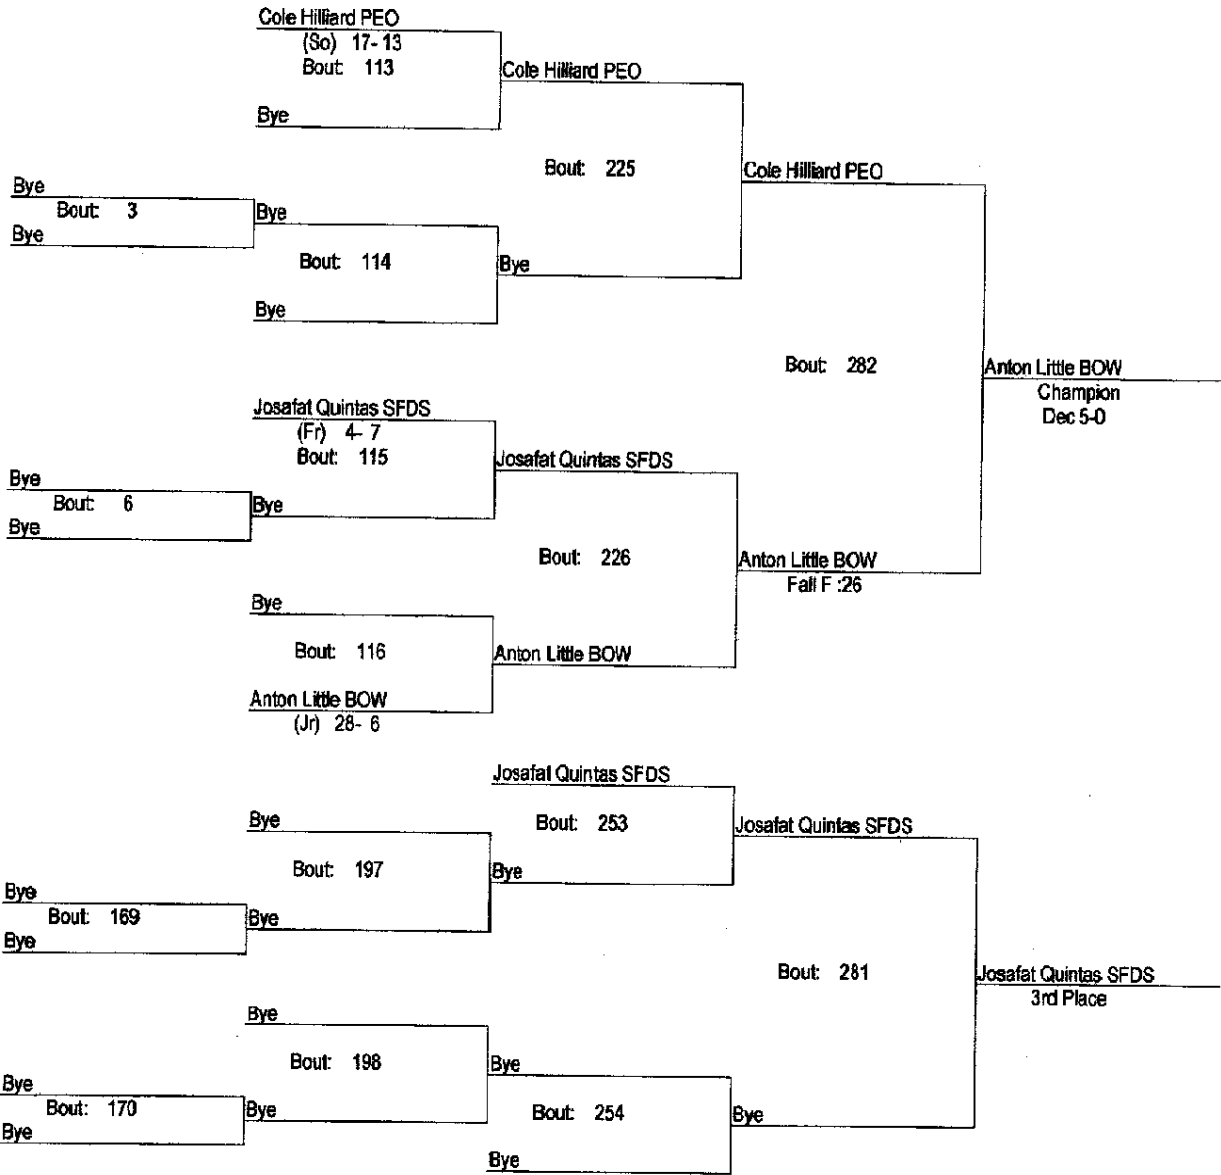 Cole Hilliard PEO
(So) 17-13
Bout: 113
Cole Hilliard PEO
Bye
Bout: 225
Cole Hilliard PEO
Bye
Bout: 3
Bye
Bye
Bout: 114
Bye
Bye
Bout: 282
Anton Little BOW
Champion
Dec 5-0
Josafat Quintas SFDS
(Fr) 4-7
Bout: 115
Josafat Quintas SFDS
Bye
Bout: 6
Bye
Bye
Bout: 226
Anton Little BOW
Fall F :26
Bye
Bout: 116
Anton Little BOW
Anton Little BOW
(Jr) 28-6
Josafat Quintas SFDS
Bout: 253
Josafat Quintas SFDS
Bye
Bout: 197
Bye
Bye
Bout: 169
Bye
Bye
Bout: 281
Josafat Quintas SFDS
3rd Place
Bye
Bout: 198
Bye
Bye
Bout: 170
Bye
Bye
Bout: 254
Bye
Bye